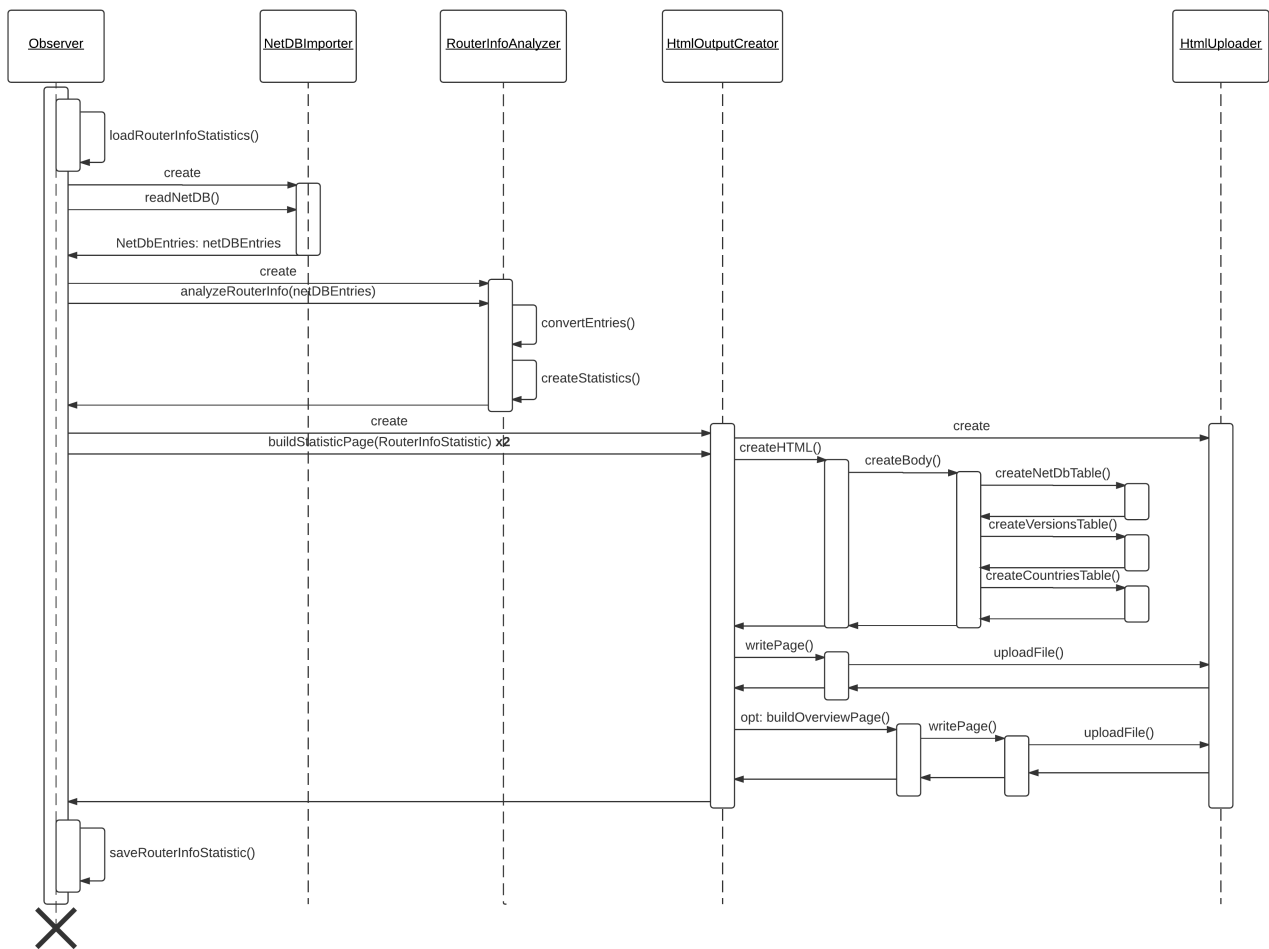 Observer
NetDBImporter
RouterInfoAnalyzer
HtmlOutputCreator
HtmlUploader
loadRouterInfoStatistics()
create
readNetDB()
NetDbEntries: netDBEntries
create
analyzeRouterInfo(netDBEntries)
convertEntries()
createStatistics()
create
buildStatisticPage(RouterInfoStatistic) x2
create
createHTML()
createBody()
createNetDbTable()
createVersionsTable()
createCountriesTable()
writePage()
uploadFile()
opt: buildOverviewPage()
writePage()
uploadFile()
saveRouterInfoStatistic()